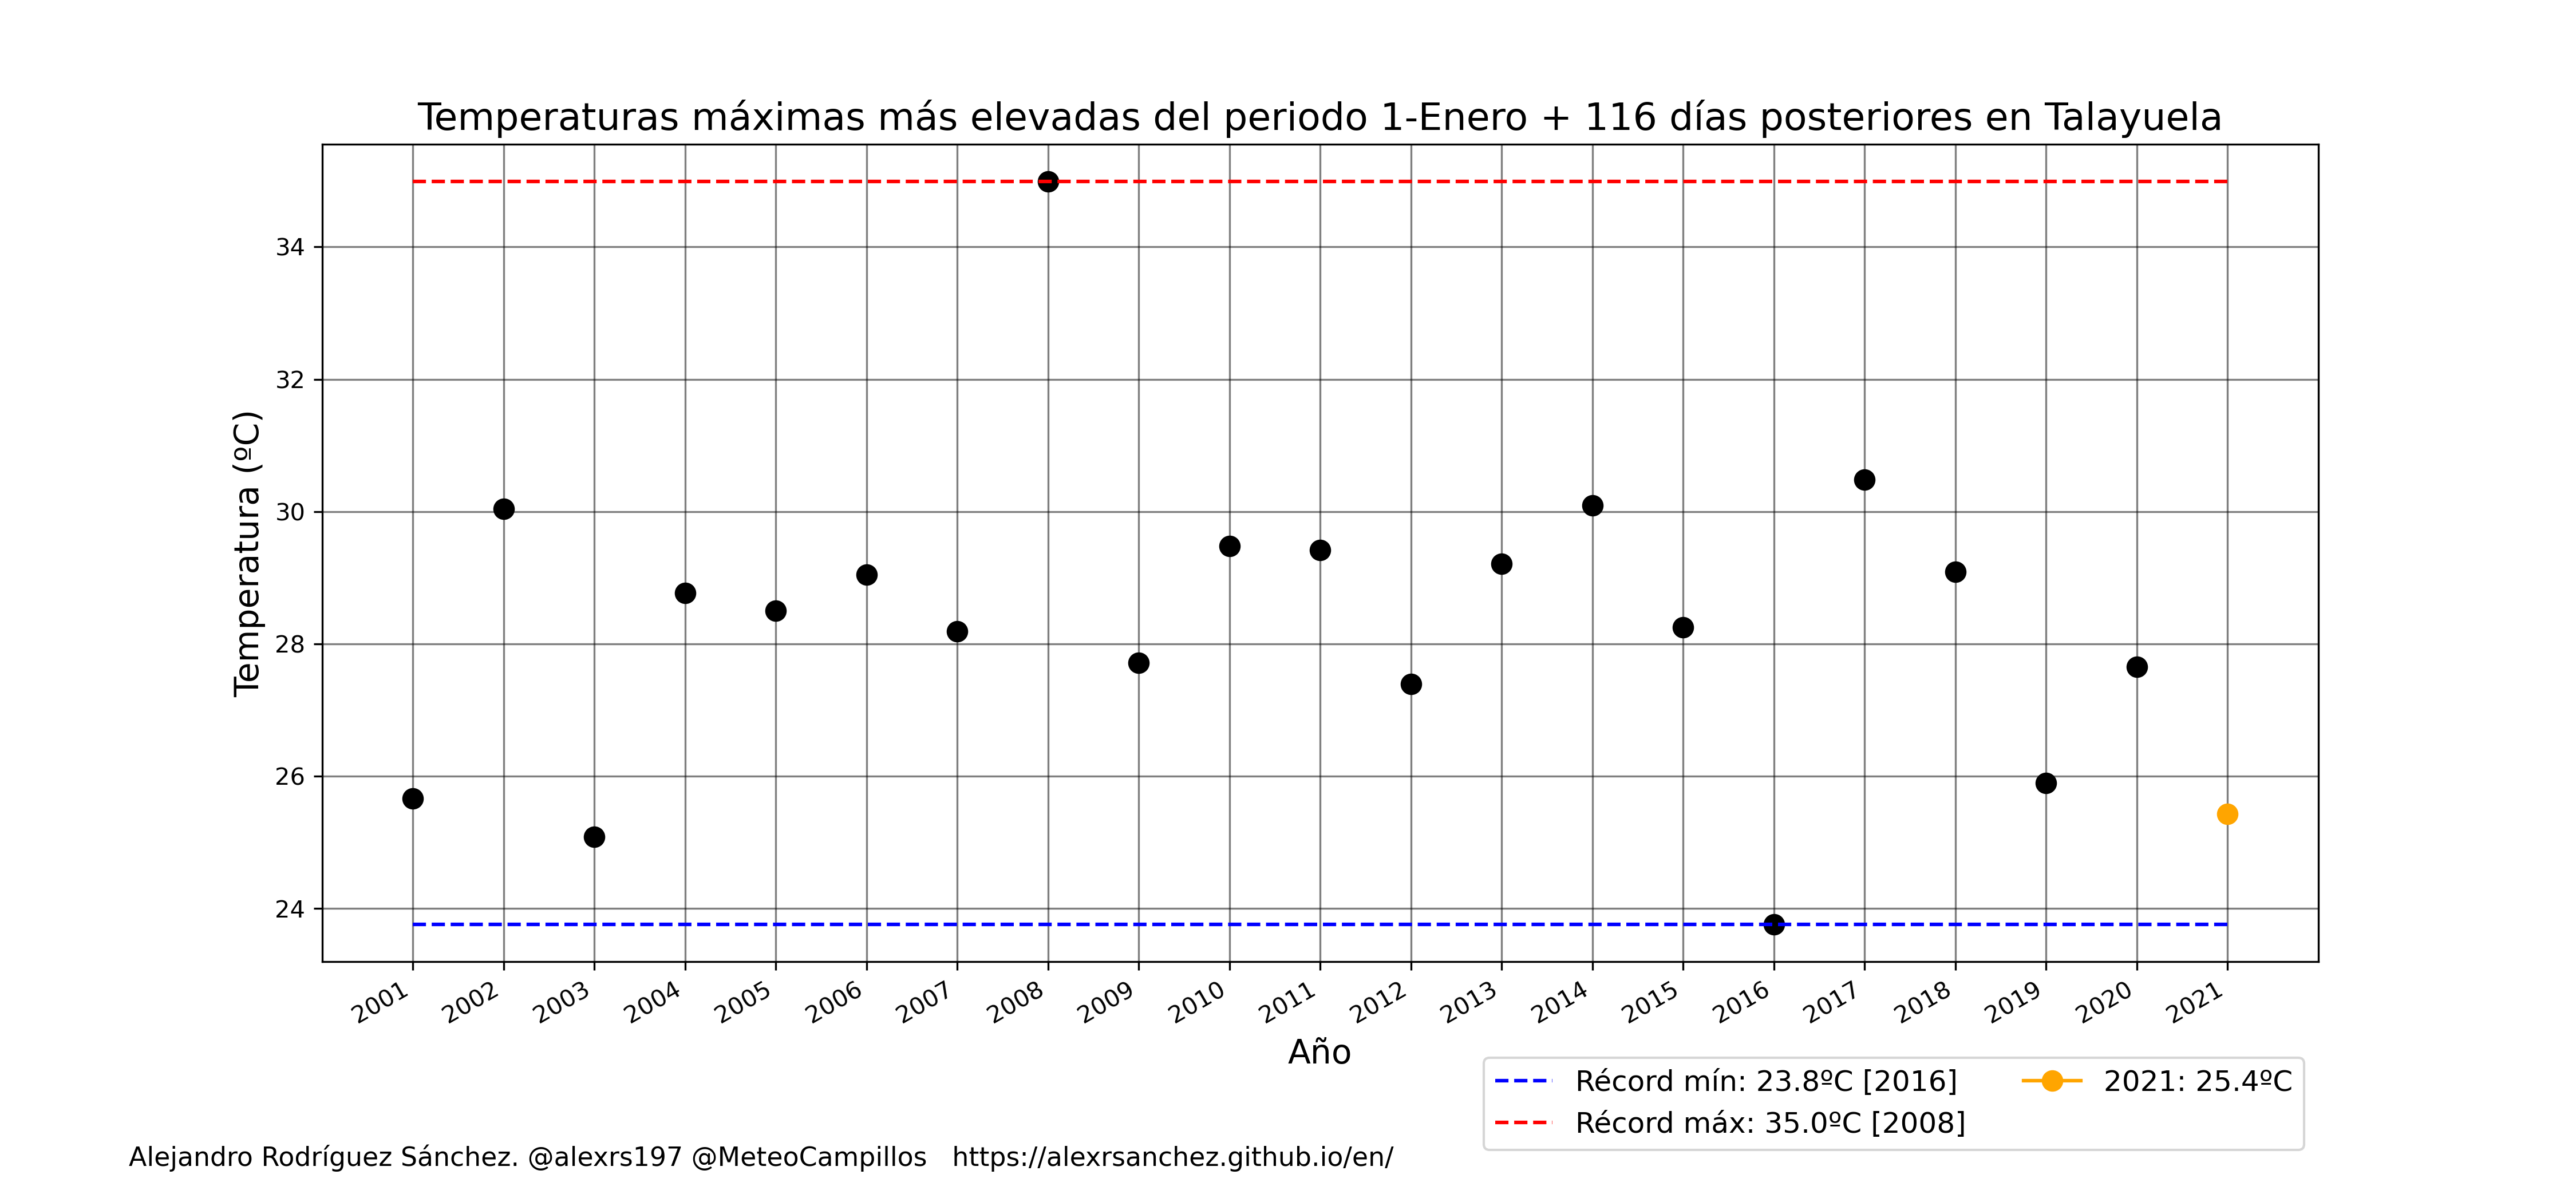 Temperaturas máximas más elevadas del periodo 1-Enero + 116 días posteriores en Talayuela
Temperatura (ºC)
34
32
30
28
26
24
2001 2002 2003 2004 2005 2006 2007 2008 2009 2010 2011 2012 2013 2014 2015 2016 2017 2018 2019 2020 2021
Año
Récord mín: 23.8ºC [2016]
Récord máx: 35.0ºC [2008]
2021: 25.4ºC
Alejandro Rodríguez Sánchez. @alexrs197 @MeteoCampillos https://alexrsanchez.github.io/en/